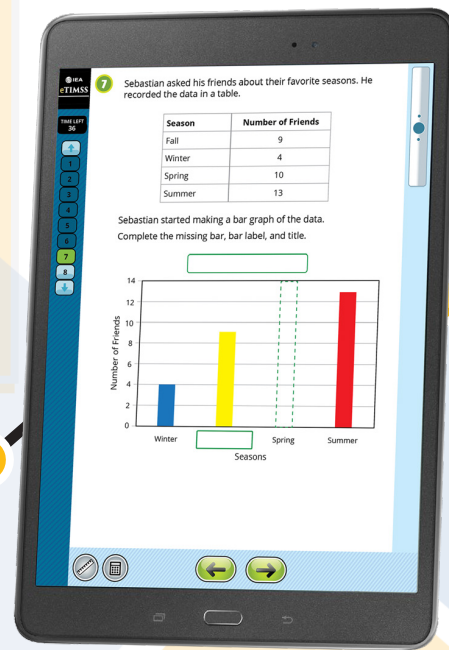 IEA
eTIMSS
TIME LEFT
36
1
2
3
4
5
6
7
8
7 Sebastian asked his friends about their favorite seasons. He
recorded the data in a table.
Season Number of Friends
Fall 9
Winter 4
Spring 10
Summer 13
Sebastian started making a bar graph of the data.
Complete the missing bar, bar label, and title.
Number of Friends
14
12
10
8
6
4
2
0
Winter Spring Summer
Seasons